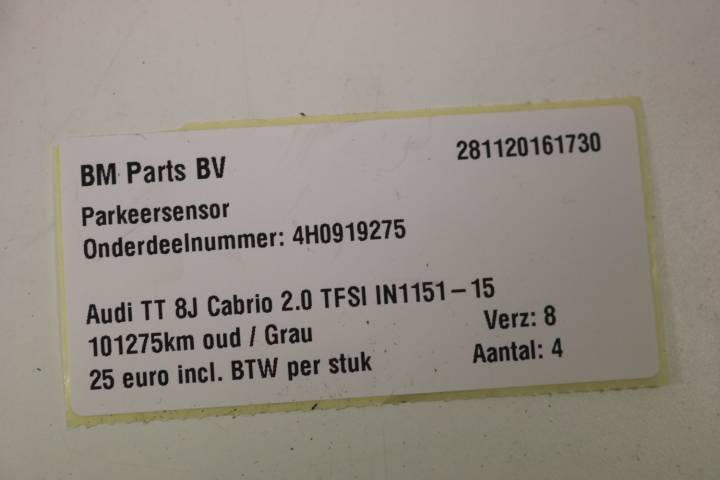 BM Parts BV
281120161730
Parkeersensor
Onderdeelnummer: 4H0919275
Audi TT 8J Cabrio 2.0 TFSI IN1151-15
101275km oud / Grau
Verz: 8
25 euro incl. BTW per stuk
Aantal: 4